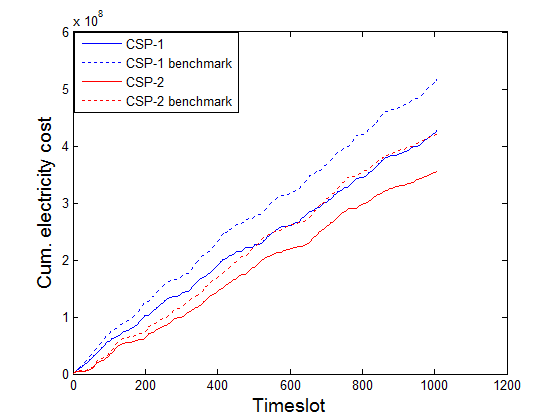 x 10^8
6
5
4
3
2
1
0
0
200
400
600
800
1000
1200
Cum. electricity cost
Timeslot
CSP-1
CSP-1 benchmark
CSP-2
CSP-2 benchmark